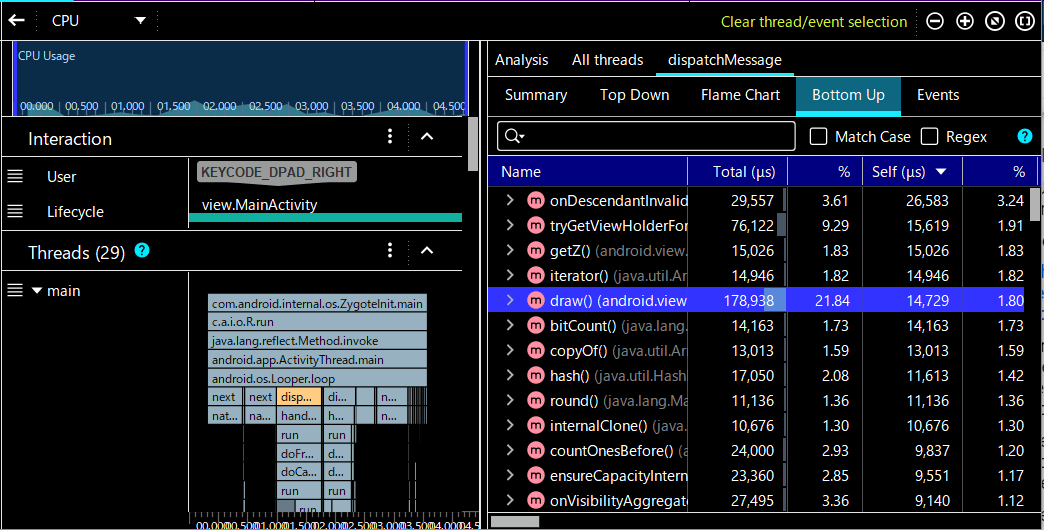 CPU
Clear thread/event selection
CPU Usage
00.000 00,500 01,000 01,500 02.000 02,500 03,000 03,500 04,000 04,500
Interaction
User KEYCODE_DPAD_RIGHT
Lifecycle view.MainActivity
Threads (29) ?
main
com.android.internal.os.ZygoteInit.main
c.a.i.o.R.run
java.lang.reflect.Method.invoke
android.app.ActivityThread.main
android.os.Looper.loop
next next disp... di... n...
nat... na... hand... h... n...
run run
doFr... d...
doCa... d...
run run
run
00.000 00.500 01.000 01.500 02.000 02.500 03.000 03.500 04.000 04.5
Analysis All threads dispatchMessage
Summary Top Down Flame Chart Bottom Up Events
Match Case Regex ?
Name Total (μs) % Self (μs) %
m onDescendantInvalid 29,557 3.61 26,583 3.24
m tryGetViewHolderFor 76,122 9.29 15,619 1.91
m getZ() (android.view. 15,026 1.83 15,026 1.83
m iterator() (java.util.Ar 14,946 1.82 14,946 1.82
m draw() (android.view 178,938 21.84 14,729 1.80
m bitCount() (java.lang. 14,163 1.73 14,163 1.73
m copyOf() (java.util.Ar 13,013 1.59 13,013 1.59
m hash() (java.util.Hash 17,050 2.08 11,613 1.42
m round() (java.lang.Ma 11,136 1.36 11,136 1.36
m internalClone() (java. 10,676 1.30 10,676 1.30
m countOnesBefore() ( 24,000 2.93 9,837 1.20
m ensureCapacityIntern 23,360 2.85 9,551 1.17
m onVisibilityAggregate 27,495 3.36 9,140 1.12